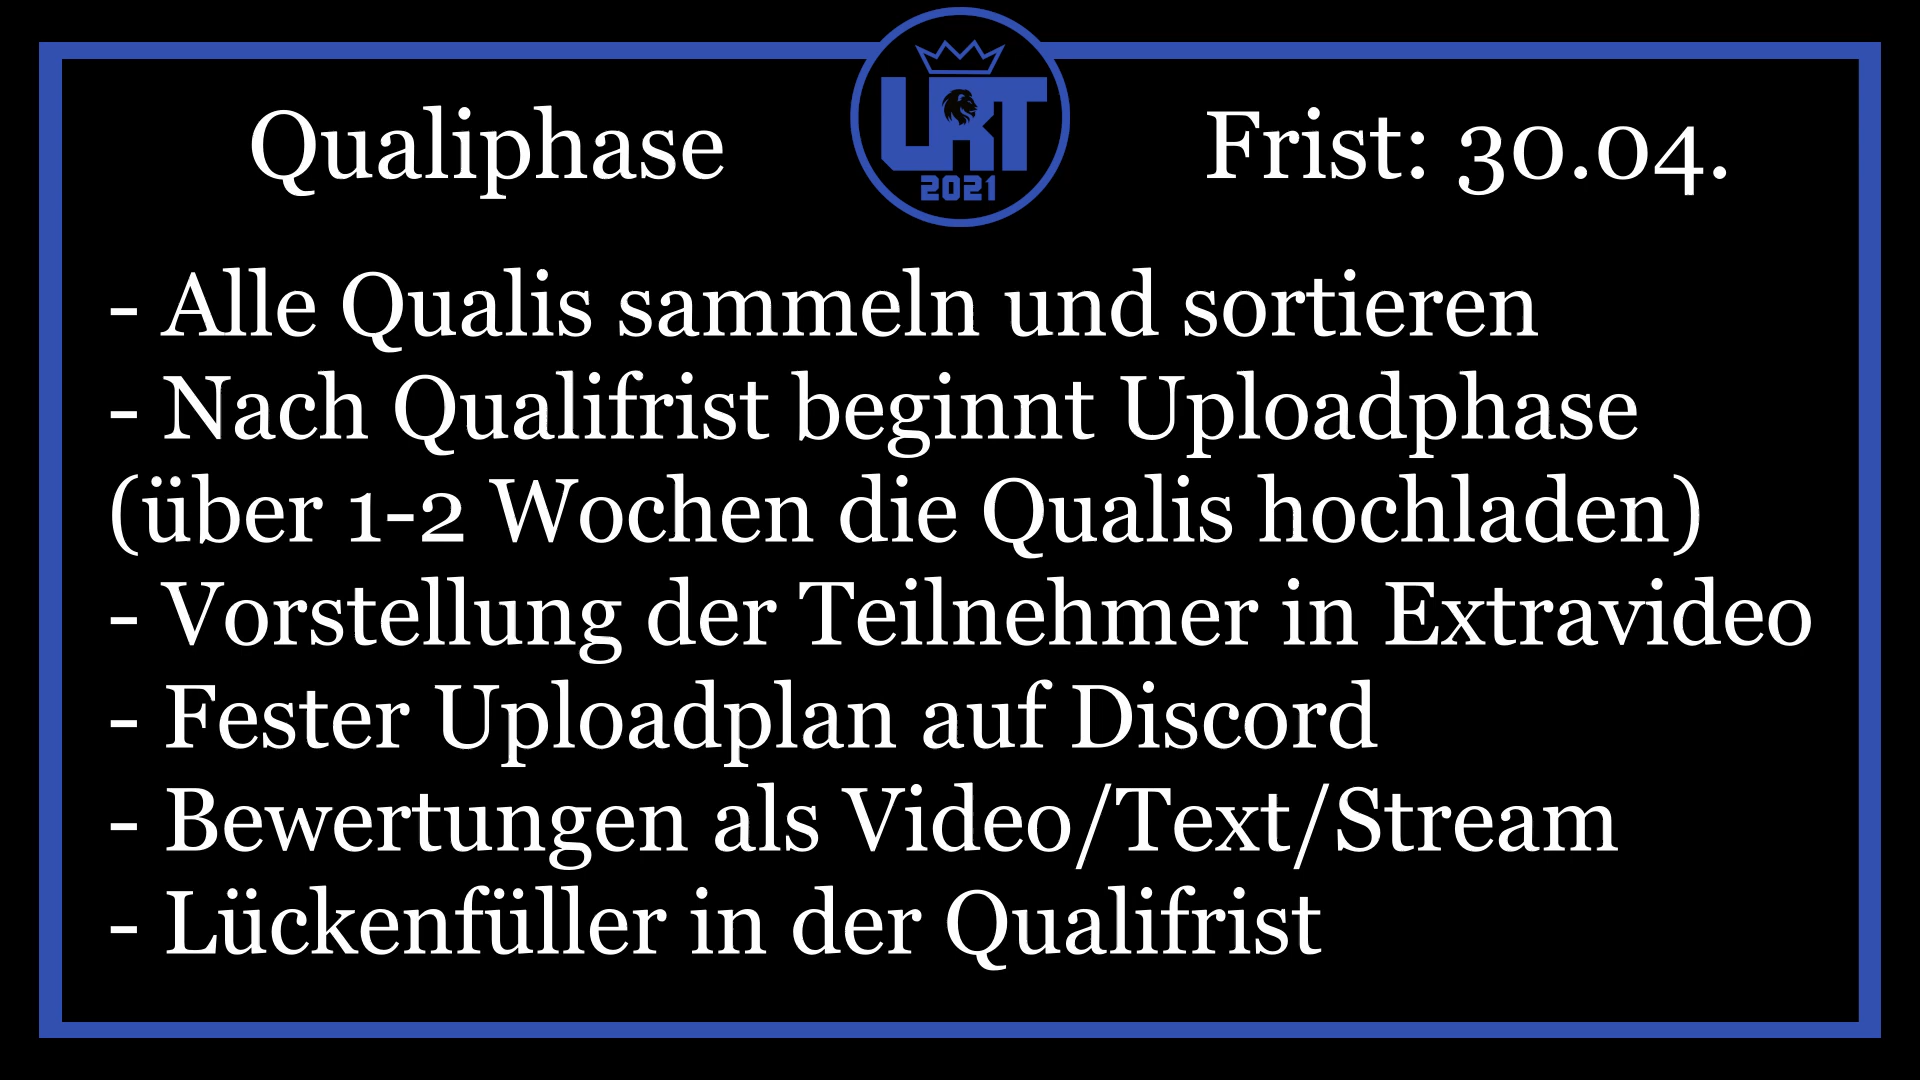 Qualiphase
URT
2021
Frist: 30.04.
- Alle Qualis sammeln und sortieren
- Nach Qualifrist beginnt Uploadphase
(über 1-2 Wochen die Qualis hochladen)
- Vorstellung der Teilnehmer in Extravideo
- Fester Uploadplan auf Discord
- Bewertungen als Video/Text/Stream
- Lückenfüller in der Qualifrist